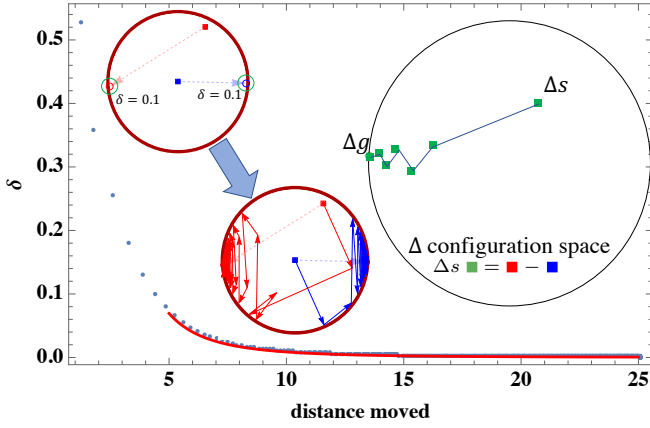 0.5
0.4
0.3
0.2
0.1
0.0
δ
δ = 0.1
δ = 0.1
Δs
Δg
Δ configuration space
Δs = −
5
10
15
20
25
distance moved